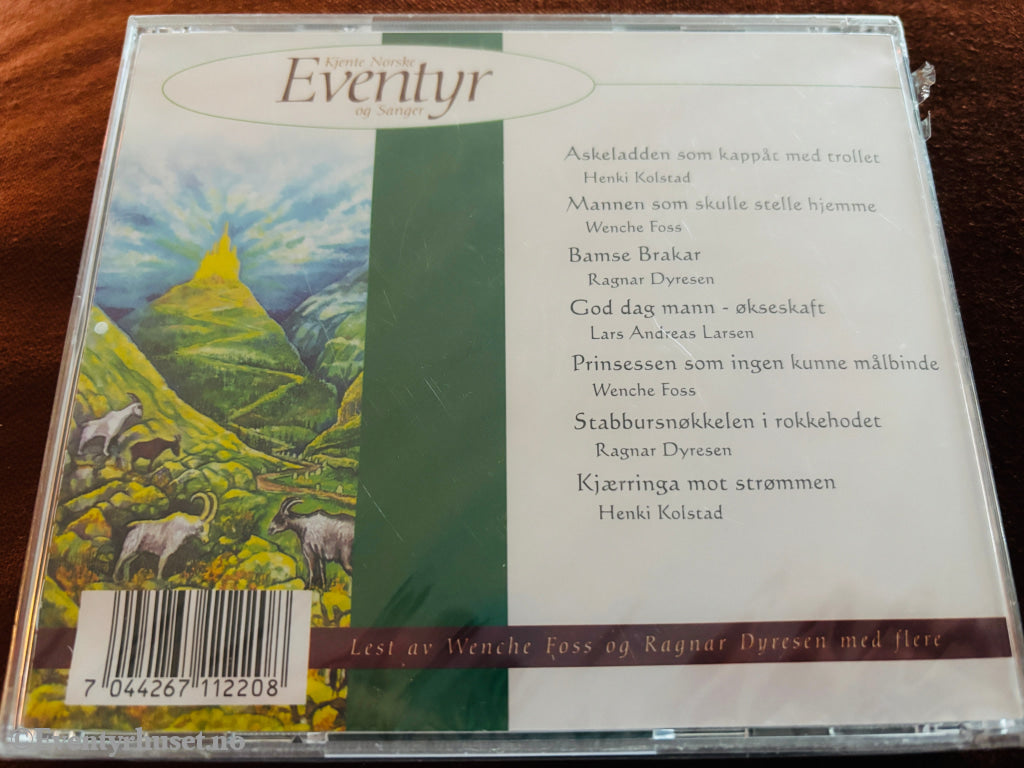 Kjente Norske
Eventyr
og Sanger
Askeladden som kappåt med trollet
Henki Kolstad
Mannen som skulle stelle hjemme
Wenche Foss
Bamse Brakar
Ragnar Dyresen
God dag mann - økseskaft
Lars Andreas Larsen
Prinsessen som ingen kunne målbinde
Wenche Foss
Stabbursnøkkelen i rokkehodet
Ragnar Dyresen
Kjærringa mot strømmen
Henki Kolstad
Lest av Wenche Foss og Ragnar Dyresen med flere
7 044267 112208
©Eventyrhuset.no